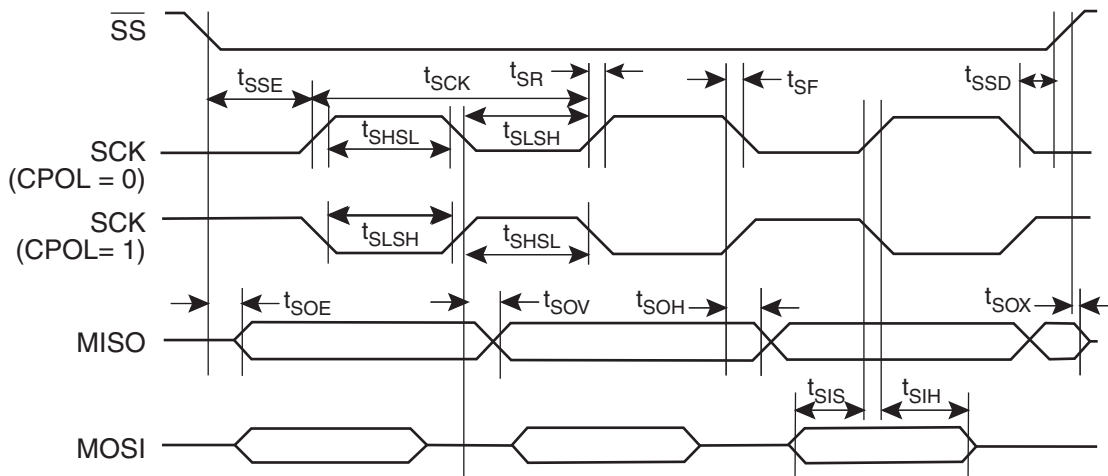 SS
tSSE
tSCK
tSR
tSF
tSSD
SCK
(CPOL = 0)
tSHSL
tSLSH
SCK
(CPOL= 1)
tSLSH
tSHSL
tSOE
tSOV
tSOH
tSOX
MISO
tSIS
tSIH
MOSI